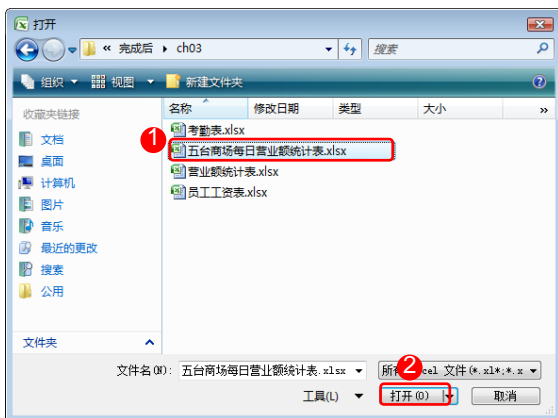 打开
« 完成后 ▸ ch03
搜索
组织 视图 新建文件夹
收藏夹链接
名称 修改日期 类型 大小 »
文档
桌面
计算机
图片
音乐
最近的更改
搜索
公用
1
考勤表.xlsx
五台商场每日营业额统计表.xlsx
营业额统计表.xlsx
员工工资表.xlsx
文件夹
2
文件名(N): 五台商场每日营业额统计表.xlsx
cel 文件(*.xl*;*.x
工具(L) 打开(O) 取消